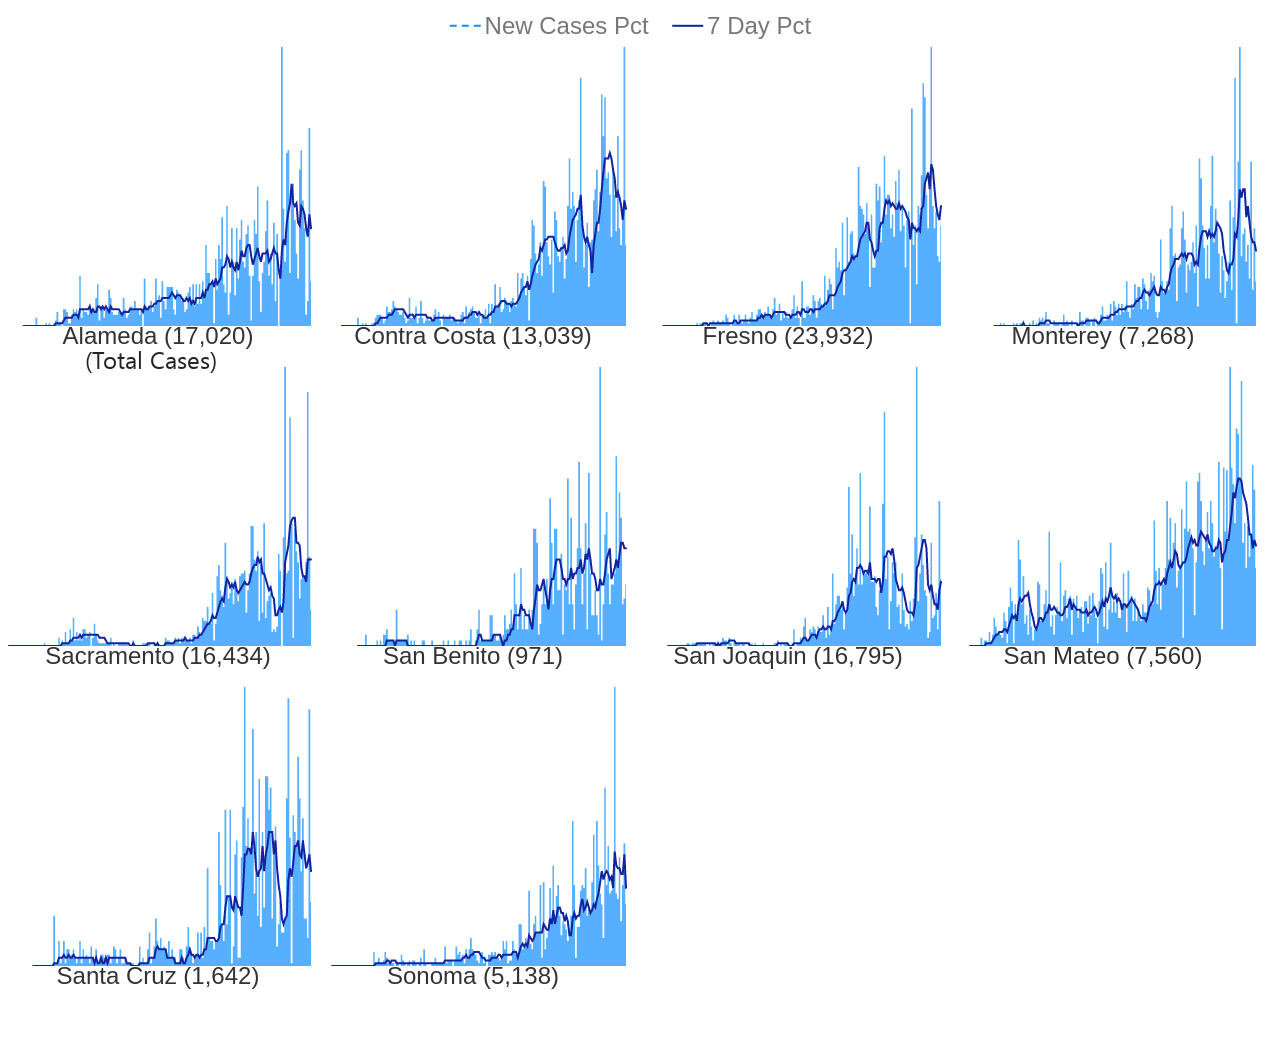 New Cases Pct 7 Day Pct
Alameda (17,020) Contra Costa (13,039) Fresno (23,932) Monterey (7,268)
(Total Cases)
Sacramento (16,434) San Benito (971) San Joaquin (16,795) San Mateo (7,560)
Santa Cruz (1,642) Sonoma (5,138)